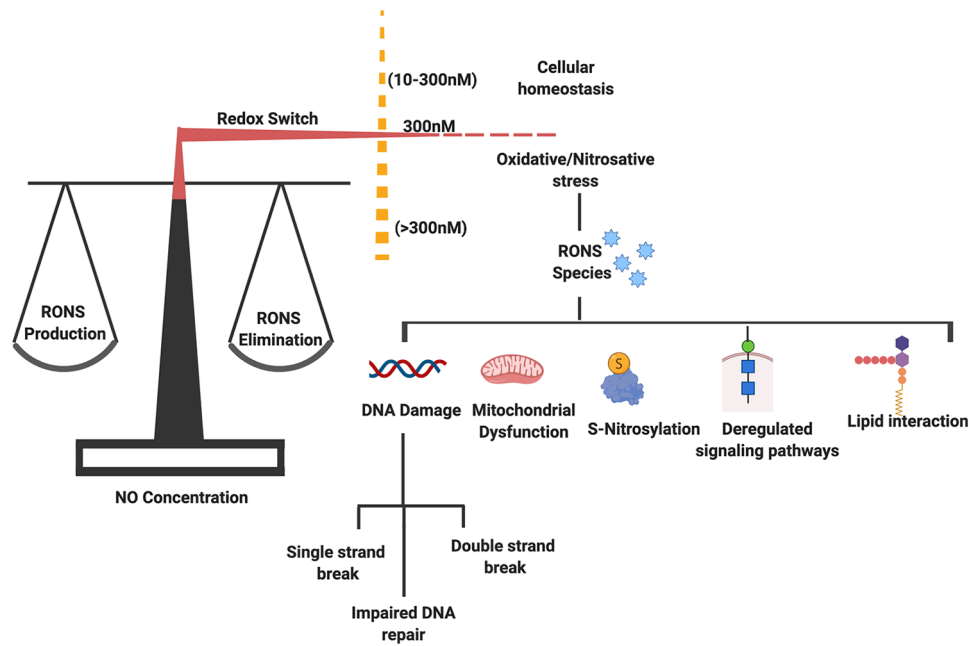 (10-300nM)
Cellular
homeostasis
Redox Switch
300nM
Oxidative/Nitrosative
stress
(>300nM)
RONS
Species
RONS
Production
RONS
Elimination
S
DNA Damage
Mitochondrial
Dysfunction
S-Nitrosylation
Deregulated
signaling pathways
Lipid interaction
NO Concentration
Single strand
break
Double strand
break
Impaired DNA
repair